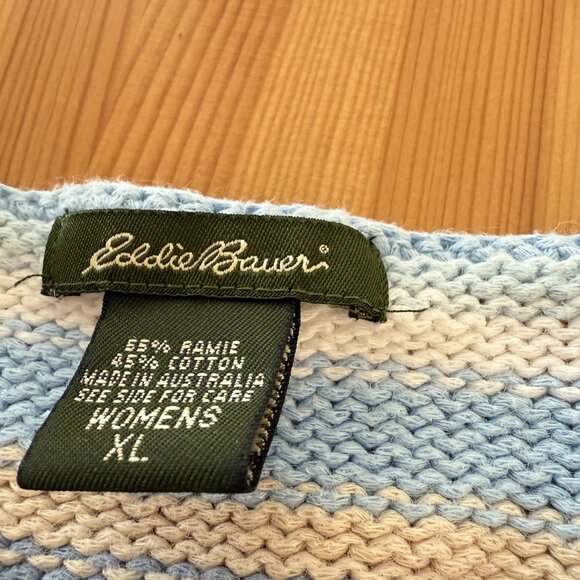 Eddie Bauer®
55% RAMIE
45% COTTON
MADE IN AUSTRALIA
SEE SIDE FOR CARE
WOMENS
XL